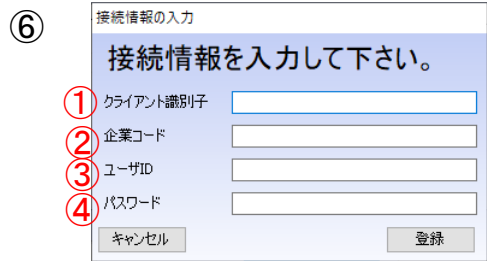 ⑥
接続情報の入力
接続情報を入力して下さい。
① クライアント識別子
② 企業コード
③ ユーザID
④ パスワード
キャンセル 登録